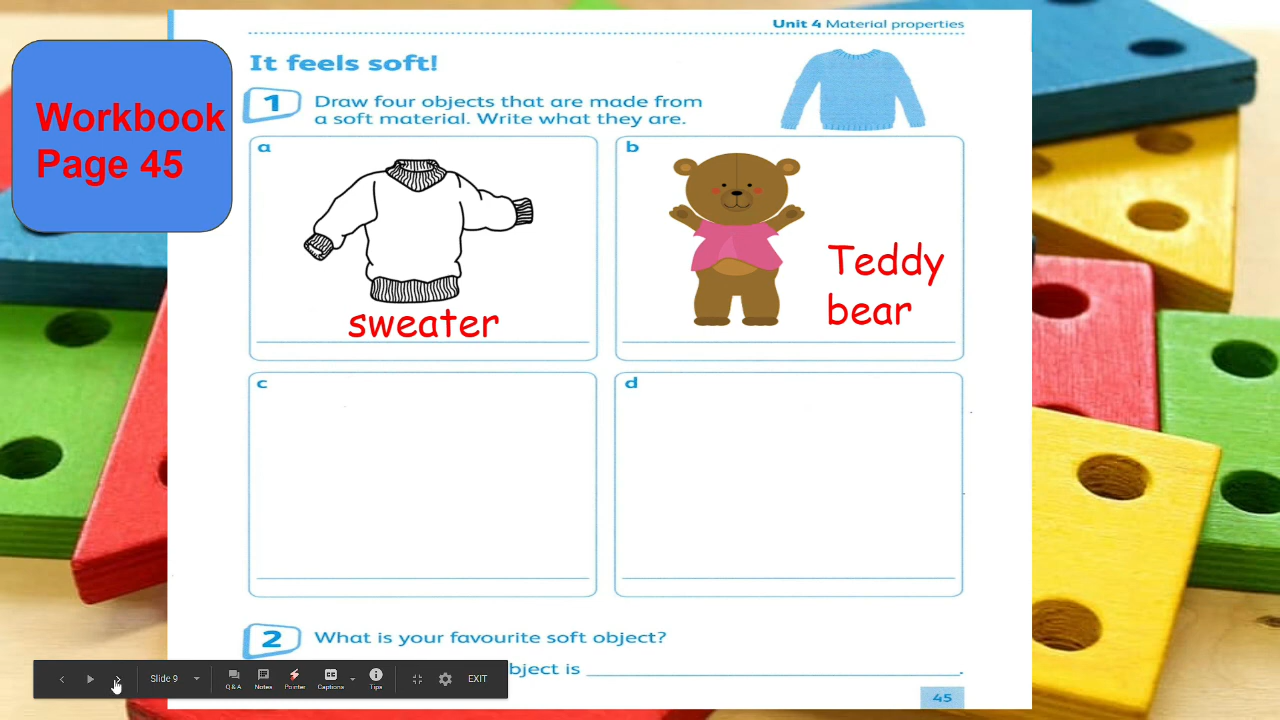 Unit 4 Material properties
Workbook
Page 45
It feels soft!
1 Draw four objects that are made from
a soft material. Write what they are.
a
sweater
b
Teddy
bear
c
d
2 What is your favourite soft object?
bject is ____________________.
45
Slide 9
Q&A
Notes
Pointer
Captions
Tips
EXIT